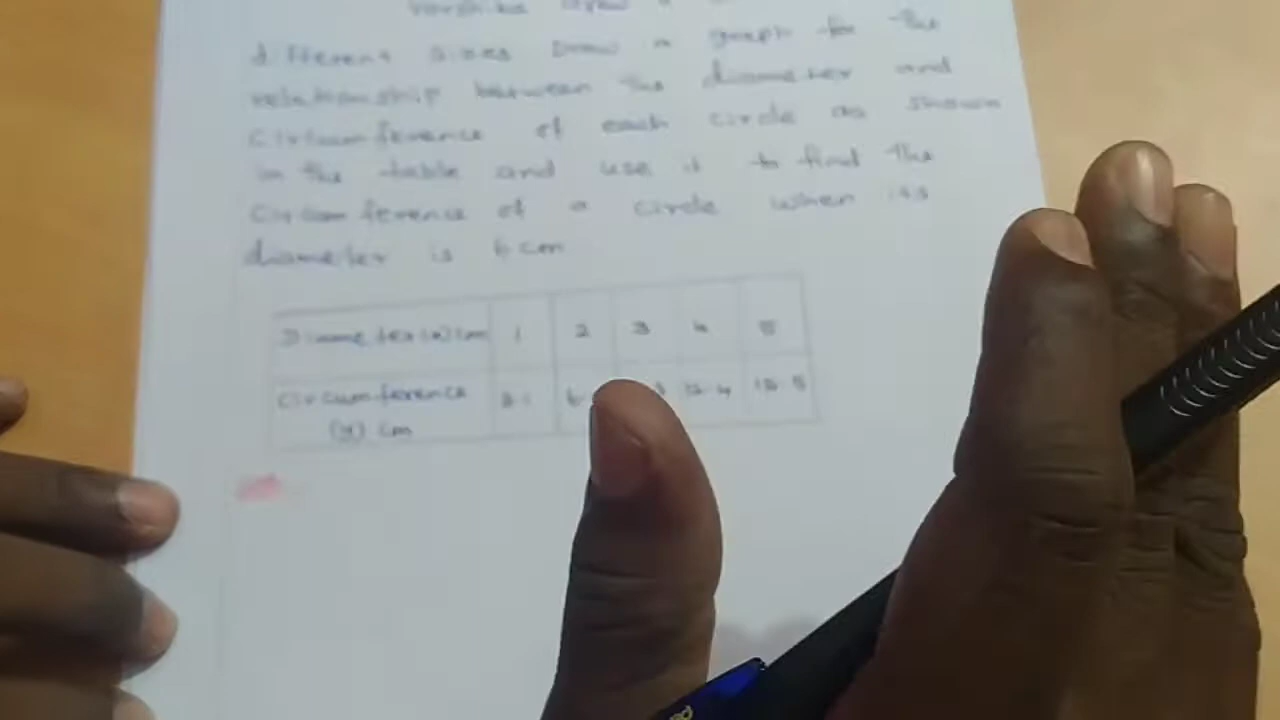 different sizes Draw a graph for the
relationship between the diameter and
circumference of each circle as shown
in the table and use it to find the
circumference of a circle when its
diameter is 6 cm
Diameter (x) cm 1 2 3 4 5
Circumference 3.1 12.4 15.5
(y) cm